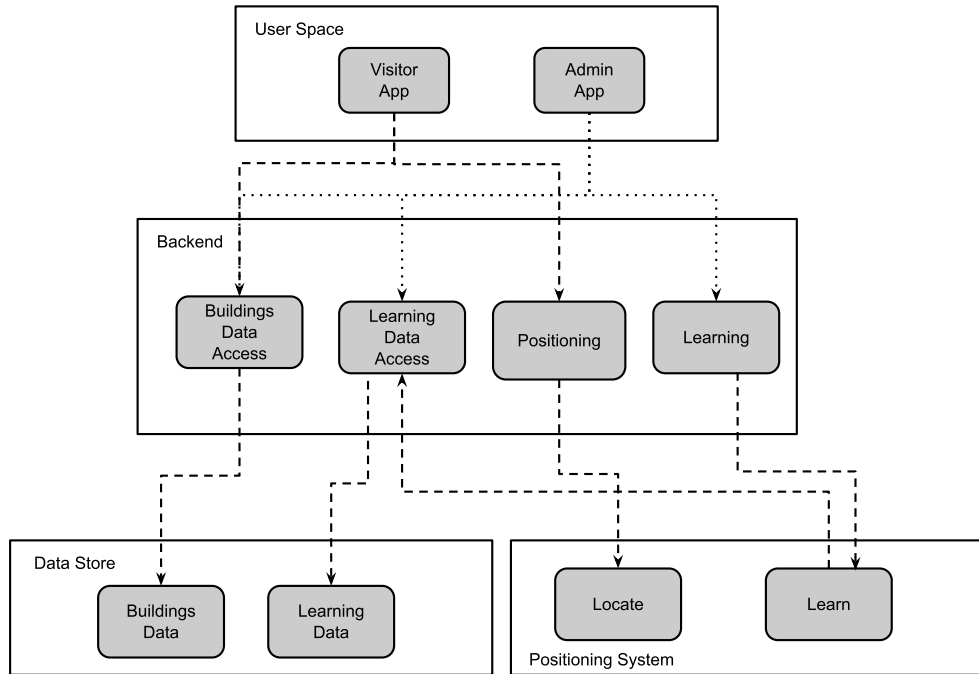 User Space
Visitor
App
Admin
App
Backend
Buildings
Data
Access
Learning
Data
Access
Positioning
Learning
Data Store
Buildings
Data
Learning
Data
Locate
Learn
Positioning System